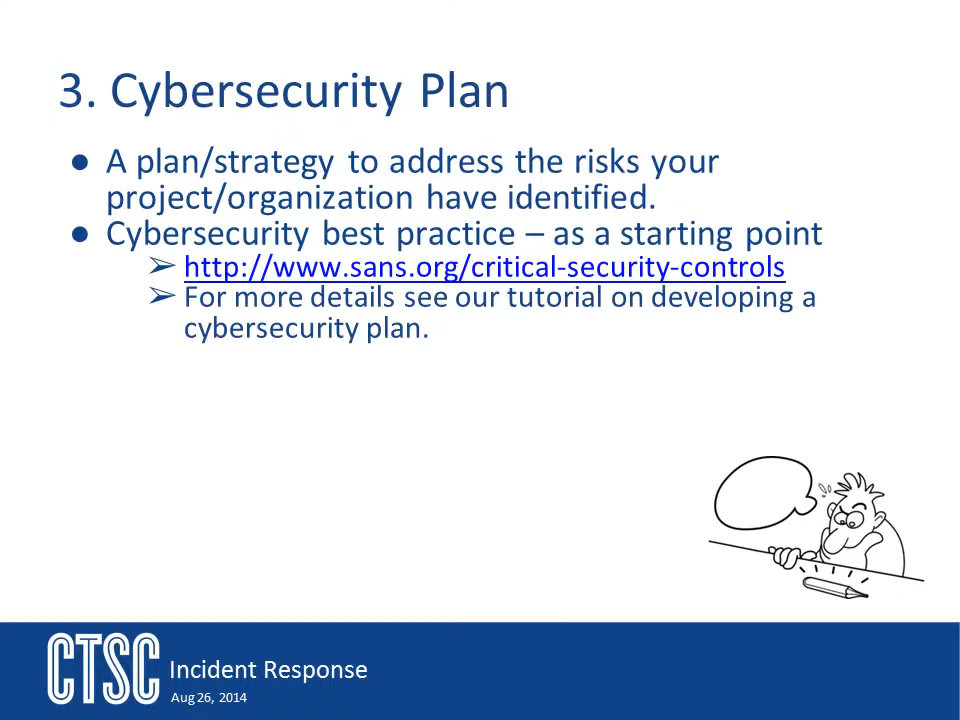 3. Cybersecurity Plan
● A plan/strategy to address the risks your
project/organization have identified.
● Cybersecurity best practice – as a starting point
➢ http://www.sans.org/critical-security-controls
➢ For more details see our tutorial on developing a
cybersecurity plan.
CTSC Incident Response
Aug 26, 2014